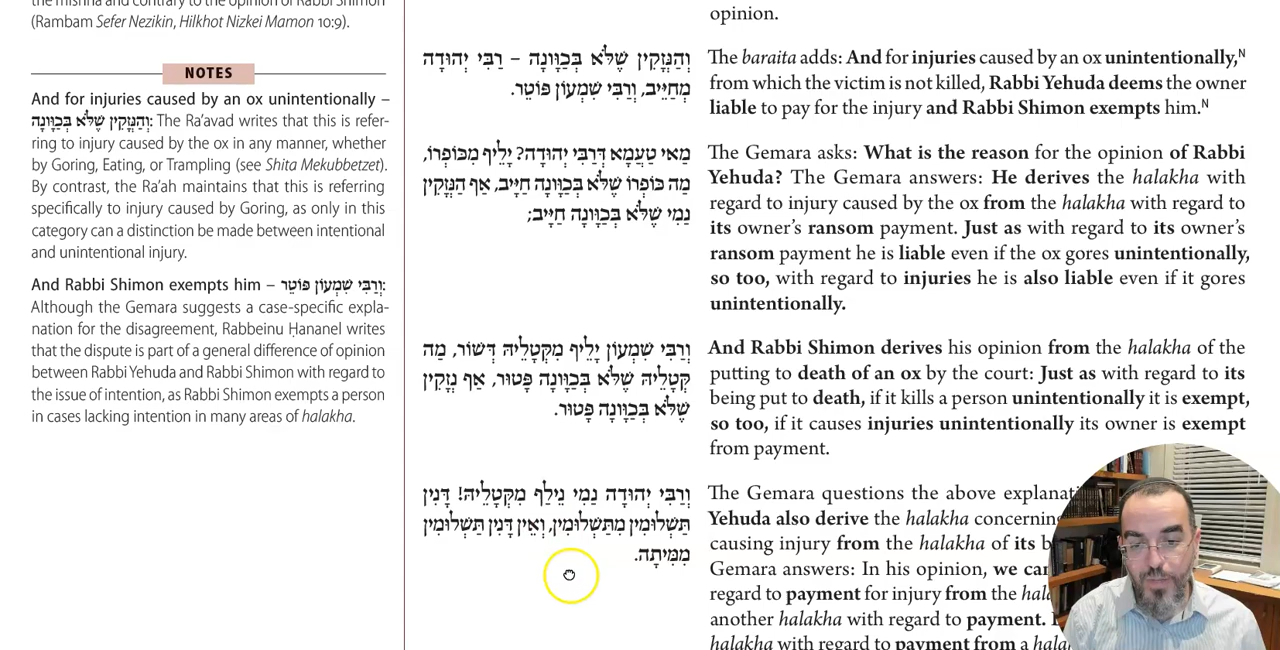 the mishna and contrary to the opinion of Rabbi Shimon
(Rambam Sefer Nezikin, Hilkhot Nizkei Mamon 10:9).
NOTES
And for injuries caused by an ox unintentionally –
וְהַנְּזָקִין שֶׁלֹּא בְּכַוּוֹנָה: The Ra'avad writes that this is refer-
ring to injury caused by the ox in any manner, whether
by Goring, Eating, or Trampling (see Shita Mekubbetzet).
By contrast, the Ra'ah maintains that this is referring
specifically to injury caused by Goring, as only in this
category can a distinction be made between intentional
and unintentional injury.
And Rabbi Shimon exempts him – וְרַבִּי שִׁמְעוֹן פּוֹטֵר:
Although the Gemara suggests a case-specific expla-
nation for the disagreement, Rabbeinu Ḥananel writes
that the dispute is part of a general difference of opinion
between Rabbi Yehuda and Rabbi Shimon with regard to
the issue of intention, as Rabbi Shimon exempts a person
in cases lacking intention in many areas of halakha.
וְהַנְּזָקִין שֶׁלֹּא בְּכַוּוֹנָה – רַבִּי יְהוּדָה
מְחַיֵּיב, וְרַבִּי שִׁמְעוֹן פּוֹטֵר.
מַאי טַעְמָא דְּרַבִּי יְהוּדָה? יָלֵיף מִכּוֹפְרוֹ,
מָה כּוֹפְרוֹ שֶׁלֹּא בְּכַוּוֹנָה חַיָּיב, אַף הַנְּזָקִין
נַמִי שֶׁלֹּא בְּכַוּוֹנָה חַיָּיב;
וְרַבִּי שִׁמְעוֹן יָלֵיף מִקְּטָלֵיהּ דְּשׁוֹר, מָה
קְטָלֵיהּ שֶׁלֹּא בְּכַוּוֹנָה פָּטוּר, אַף נְזָקִין
שֶׁלֹּא בְּכַוּוֹנָה פָּטוּר.
וְרַבִּי יְהוּדָה נַמִי נֵילַף מִקְּטָלֵיהּ! דָּנִין
תַּשְׁלוּמִין מִתַּשְׁלוּמִין, וְאֵין דָּנִין תַּשְׁלוּמִין
מִמִּיתָה.
opinion.
The baraita adds: And for injuries caused by an ox unintentionally,ᴺ
from which the victim is not killed, Rabbi Yehuda deems the owner
liable to pay for the injury and Rabbi Shimon exempts him.ᴺ
The Gemara asks: What is the reason for the opinion of Rabbi
Yehuda? The Gemara answers: He derives the halakha with
regard to injury caused by the ox from the halakha with regard to
its owner's ransom payment. Just as with regard to its owner's
ransom payment he is liable even if the ox gores unintentionally,
so too, with regard to injuries he is also liable even if it gores
unintentionally.
And Rabbi Shimon derives his opinion from the halakha of the
putting to death of an ox by the court: Just as with regard to its
being put to death, if it kills a person unintentionally it is exempt,
so too, if it causes injuries unintentionally its owner is exempt
from payment.
The Gemara questions the above
Yehuda also derive the halakha
causing injury from the halakha of its
Gemara answers: In his opinion, we
regard to payment for injury from the
another halakha with regard to payment.
halakha with regard to payment from a